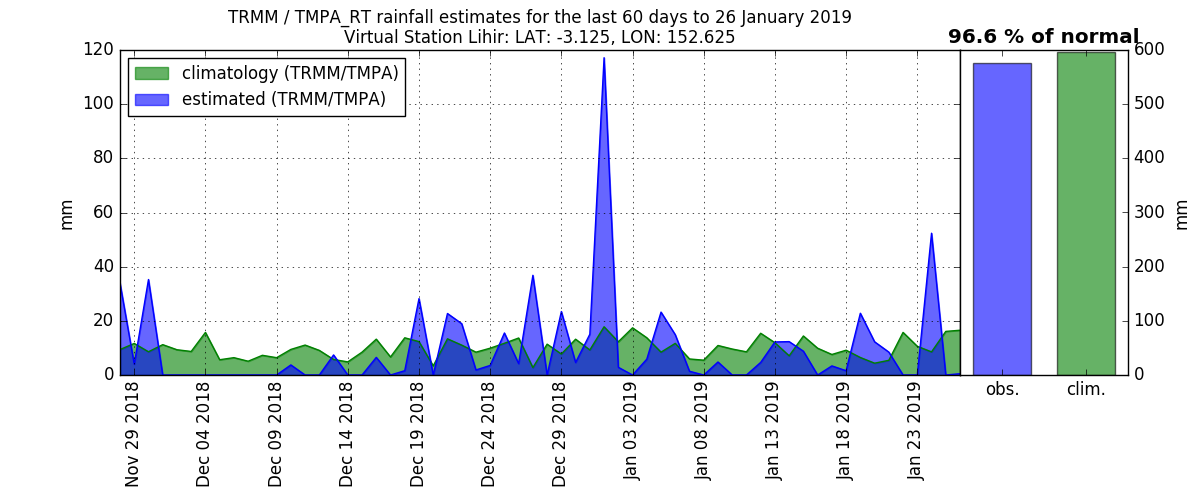 TRMM / TMPA_RT rainfall estimates for the last 60 days to 26 January 2019
Virtual Station Lihir: LAT: -3.125, LON: 152.625
96.6 % of normal
climatology (TRMM/TMPA)
estimated (TRMM/TMPA)
mm
120
100
80
60
40
20
0
Nov 29 2018
Dec 04 2018
Dec 09 2018
Dec 14 2018
Dec 19 2018
Dec 24 2018
Dec 29 2018
Jan 03 2019
Jan 08 2019
Jan 13 2019
Jan 18 2019
Jan 23 2019
obs.
clim.
600
500
400
300
200
100
0
mm